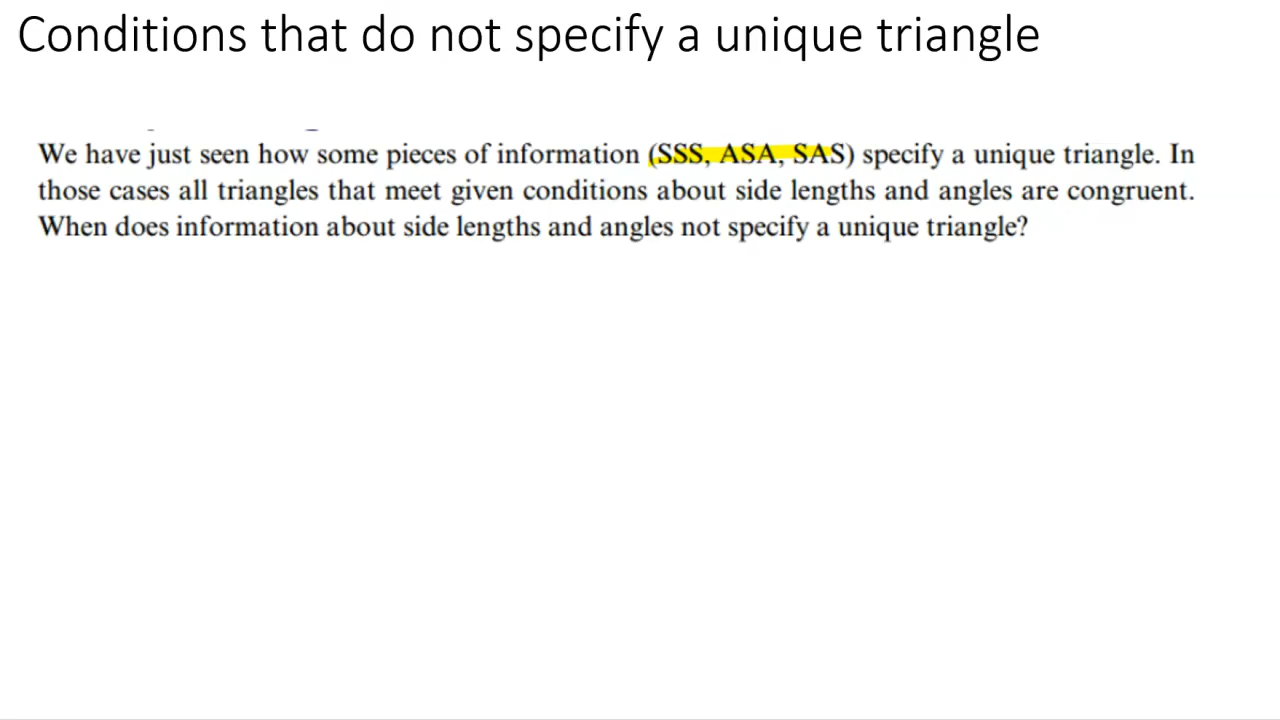 Conditions that do not specify a unique triangle
We have just seen how some pieces of information (SSS, ASA, SAS) specify a unique triangle. In
those cases all triangles that meet given conditions about side lengths and angles are congruent.
When does information about side lengths and angles not specify a unique triangle?